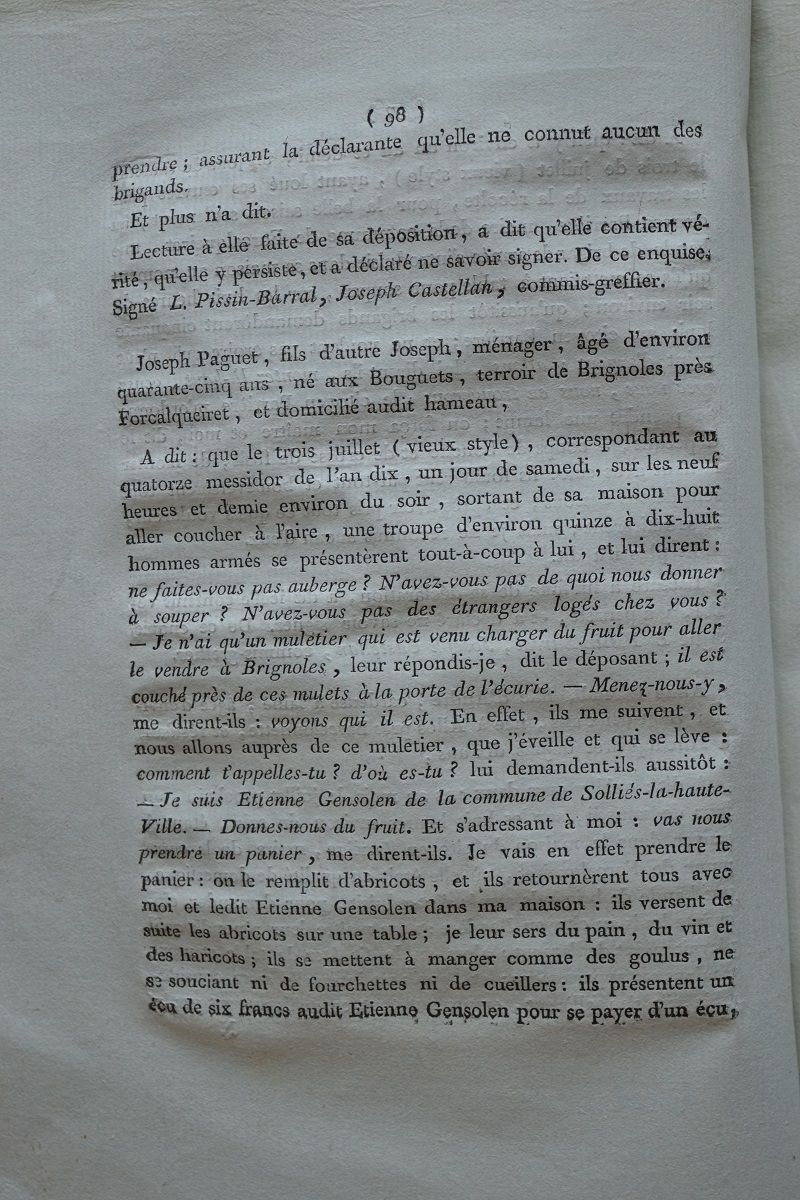 ( 98 )
prendre ; assurant la déclarante qu'elle ne connut aucun des
brigands.
Et plus n'a dit.
Lecture à elle faite de sa déposition, a dit qu'elle contient vé-
rité, qu'elle y persiste, et a déclaré ne savoir signer. De ce enquise.
Signé L. Pissin-Barral, Joseph Castellan, commis-greffier.
Joseph Paguet, fils d'autre Joseph, ménager, âgé d'environ
quarante-cinq ans, né aux Bouguets, terroir de Brignoles près
Forcalqueiret, et domicilié audit hameau,
A dit : que le trois juillet ( vieux style ), correspondant au
quatorze messidor de l'an dix, un jour de samedi, sur les neuf
heures et demie environ du soir, sortant de sa maison pour
aller coucher à l'aire, une troupe d'environ quinze à dix-huit
hommes armés se présentèrent tout-à-coup à lui, et lui dirent :
ne faites-vous pas auberge ? N'avez-vous pas de quoi nous donner
à souper ? N'avez-vous pas des étrangers logés chez vous ?
— Je n'ai qu'un muletier qui est venu charger du fruit pour aller
le vendre à Brignoles, leur répondis-je, dit le déposant ; il est
couché près de ces mulets à la porte de l'écurie. — Menez-nous-y,
me dirent-ils : voyons qui il est. En effet, ils me suivent, et
nous allons auprès de ce muletier, que j'éveille et qui se lève :
comment t'appelles-tu ? d'où es-tu ? lui demandent-ils aussitôt :
— Je suis Etienne Gensolen de la commune de Solliés-la-haute-
Ville. — Donnes-nous du fruit. Et s'adressant à moi : vas nous
prendre un panier, me dirent-ils. Je vais en effet prendre le
panier : on le remplit d'abricots, et ils retournèrent tous avec
moi et ledit Etienne Gensolen dans ma maison : ils versent de
suite les abricots sur une table ; je leur sers du pain, du vin et
des haricots ; ils se mettent à manger comme des goulus, ne
se souciant ni de fourchettes ni de cueillers : ils présentent un
écu de six francs audit Etienne Gensolen pour se payer d'un écu,